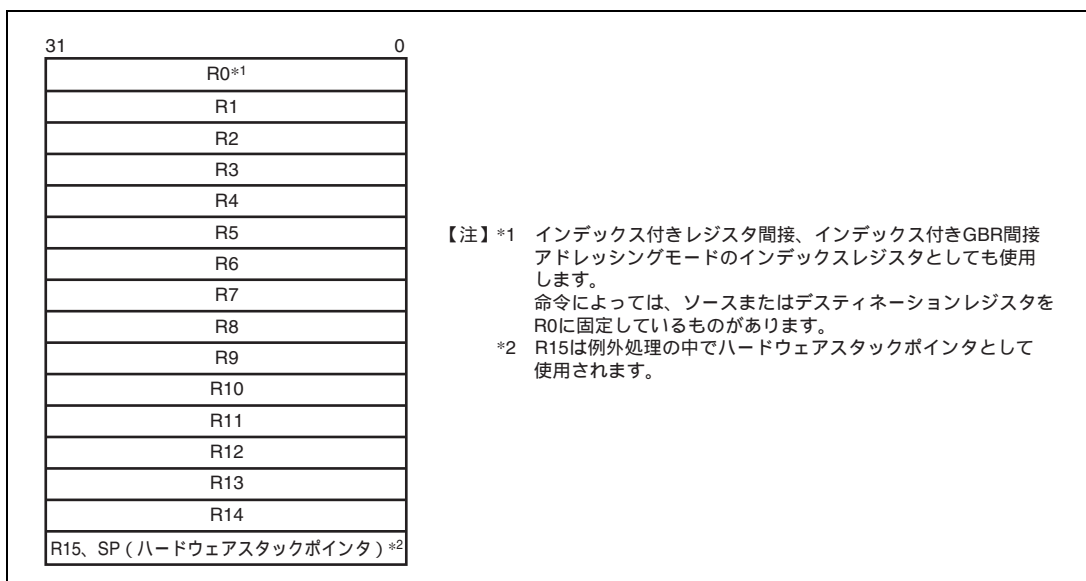 31 0
R0*1
R1
R2
R3
R4
R5
R6
R7
R8
R9
R10
R11
R12
R13
R14
R15、SP（ハードウェアスタックポインタ）*2
【注】*1 インデックス付きレジスタ間接、インデックス付きGBR間接
アドレッシングモードのインデックスレジスタとしても使用
します。
命令によっては、ソースまたはデスティネーションレジスタを
R0に固定しているものがあります。
*2 R15は例外処理の中でハードウェアスタックポインタとして
使用されます。